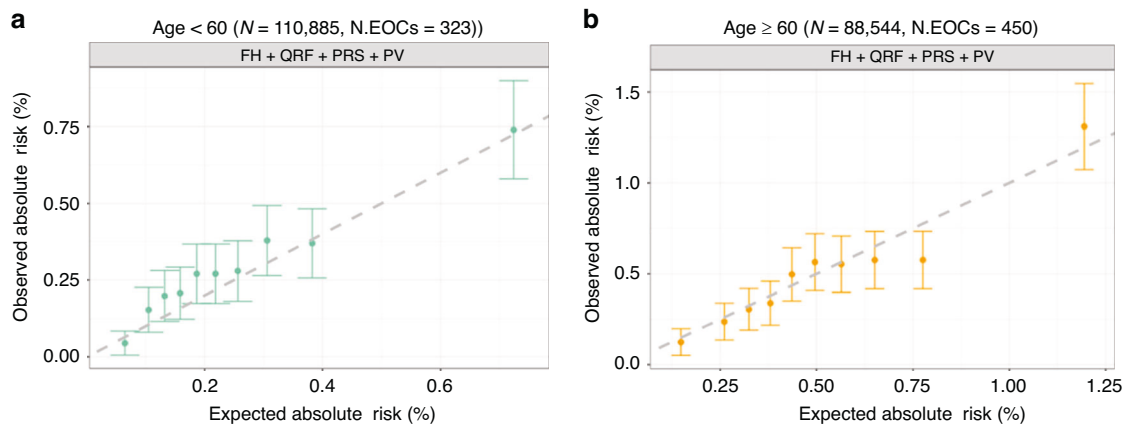 a
Age < 60 (N = 110,885, N.EOCs = 323))
FH + QRF + PRS + PV
Observed absolute risk (%)
0.75
0.50
0.25
0.00
0.2
0.4
0.6
Expected absolute risk (%)
b
Age ≥ 60 (N = 88,544, N.EOCs = 450)
FH + QRF + PRS + PV
Observed absolute risk (%)
1.5
1.0
0.5
0.0
0.25
0.50
0.75
1.00
1.25
Expected absolute risk (%)